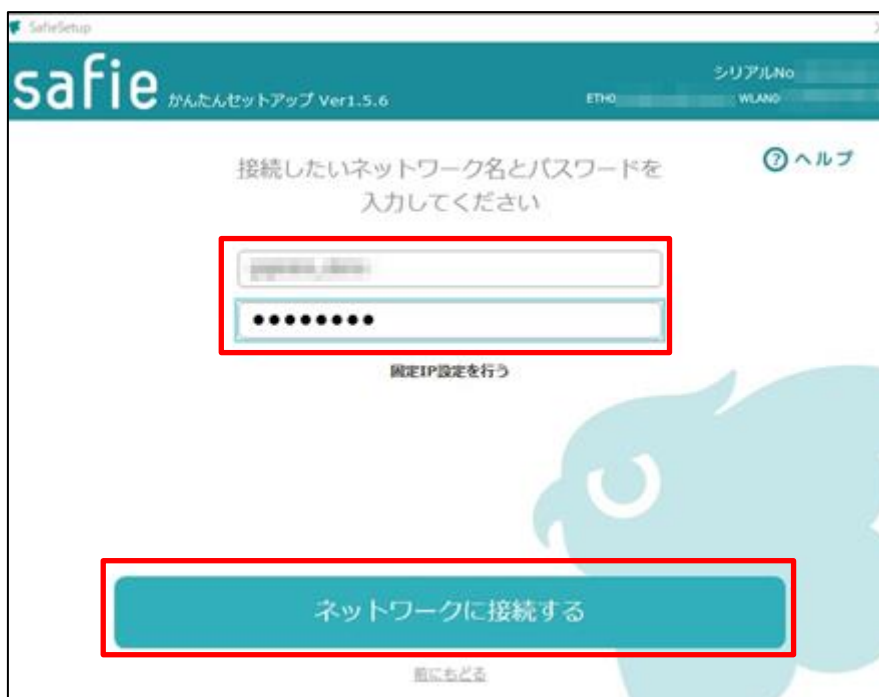 SafieSetup
safie かんたんセットアップ Ver1.5.6
シリアルNo
ETH0 WLAN0
ヘルプ
接続したいネットワーク名とパスワードを
入力してください
●●●●●●●●
固定IP設定を行う
ネットワークに接続する
前にもどる